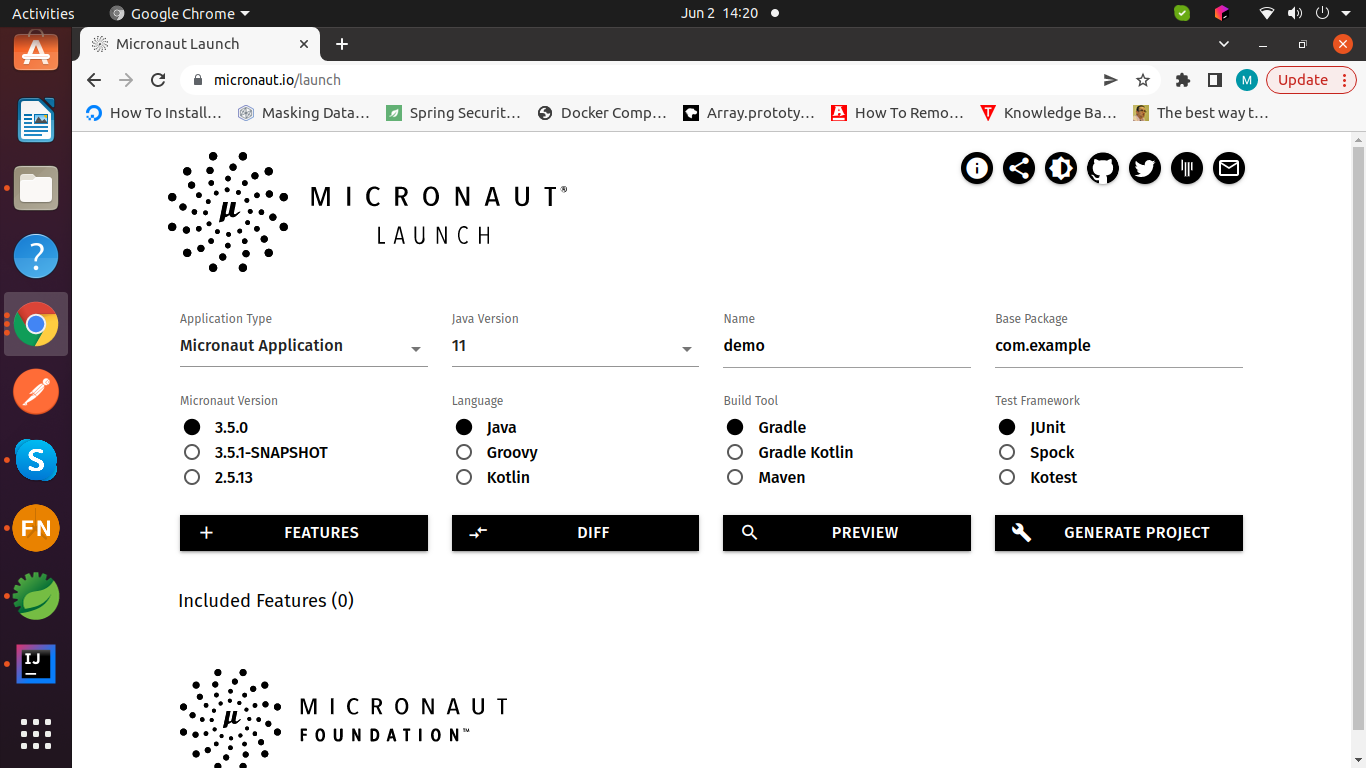 Activities Google Chrome Jun 2 14:20
Micronaut Launch
micronaut.io/launch M Update
How To Install… Masking Data… Spring Securit… Docker Comp… Array.prototy… How To Remo… Knowledge Ba… The best way t…
µ
MICRONAUT®
LAUNCH
Application Type Java Version Name Base Package
Micronaut Application 11 demo com.example
Micronaut Version Language Build Tool Test Framework
3.5.0 Java Gradle JUnit
3.5.1-SNAPSHOT Groovy Gradle Kotlin Spock
2.5.13 Kotlin Maven Kotest
FEATURES DIFF PREVIEW GENERATE PROJECT
Included Features (0)
µ
MICRONAUT
FOUNDATION™
A
?
S
FN
IJ